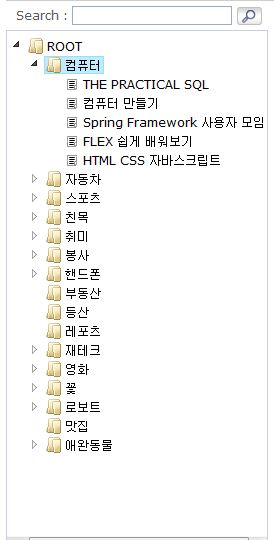 Search :
ROOT
컴퓨터
THE PRACTICAL SQL
컴퓨터 만들기
Spring Framework 사용자 모임
FLEX 쉽게 배워보기
HTML CSS 자바스크립트
자동차
스포츠
친목
취미
봉사
핸드폰
부동산
등산
레포츠
재테크
영화
꽃
로보트
맛집
애완동물